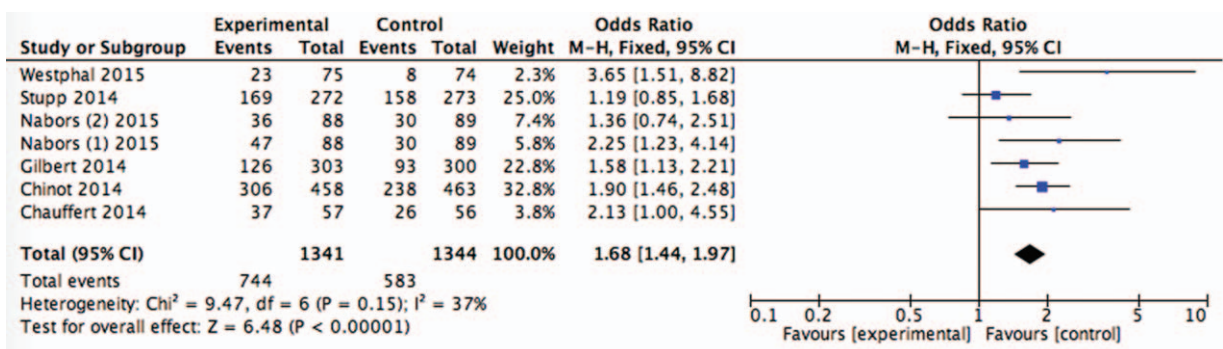 Experimental Control Odds Ratio Odds Ratio
Study or Subgroup Events Total Events Total Weight M-H, Fixed, 95% CI M-H, Fixed, 95% CI
Westphal 2015 23 75 8 74 2.3% 3.65 [1.51, 8.82]
Stupp 2014 169 272 158 273 25.0% 1.19 [0.85, 1.68]
Nabors (2) 2015 36 88 30 89 7.4% 1.36 [0.74, 2.51]
Nabors (1) 2015 47 88 30 89 5.8% 2.25 [1.23, 4.14]
Gilbert 2014 126 303 93 300 22.8% 1.58 [1.13, 2.21]
Chinot 2014 306 458 238 463 32.8% 1.90 [1.46, 2.48]
Chauffert 2014 37 57 26 56 3.8% 2.13 [1.00, 4.55]
Total (95% CI) 1341 1344 100.0% 1.68 [1.44, 1.97]
Total events 744 583
Heterogeneity: Chi² = 9.47, df = 6 (P = 0.15); I² = 37%
Test for overall effect: Z = 6.48 (P < 0.00001)
0.1 0.2 0.5 1 2 5 10
Favours [experimental] Favours [control]